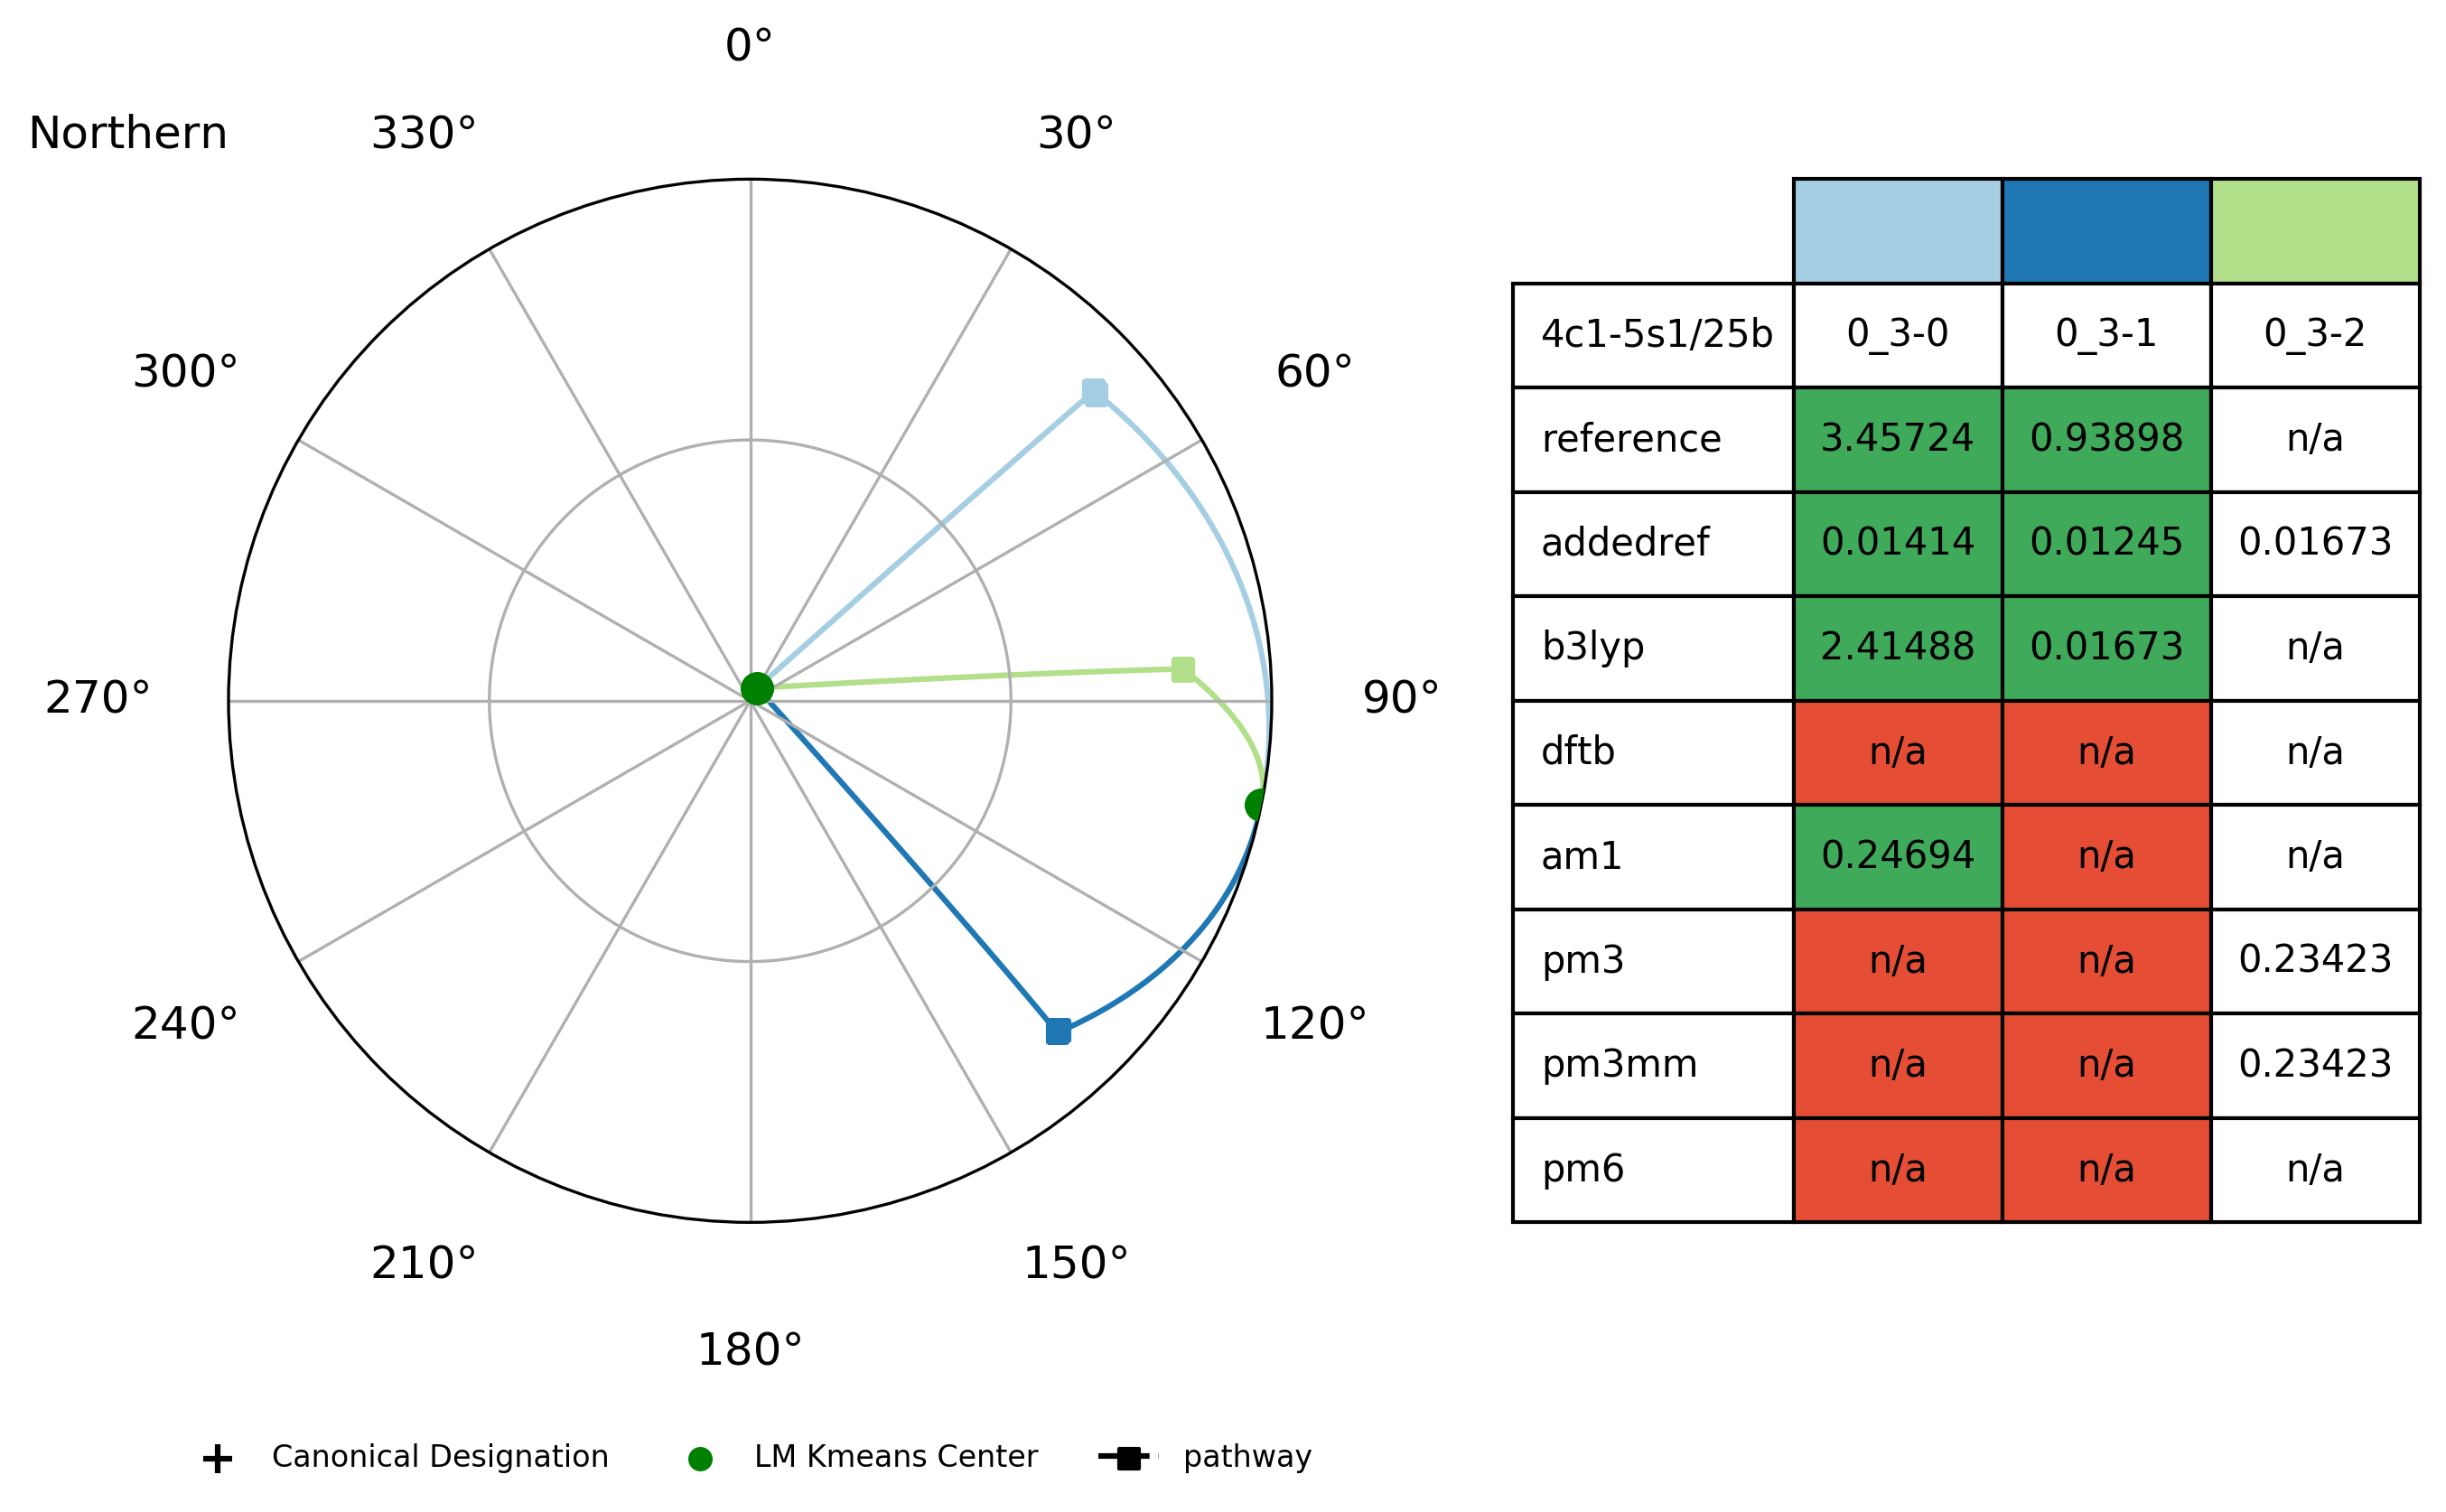 0°
Northern
330°
30°
300°
60°
270°
90°
240°
120°
210°
150°
180°
4c1-5s1/25b 0_3-0 0_3-1 0_3-2
reference 3.45724 0.93898 n/a
addedref 0.01414 0.01245 0.01673
b3lyp 2.41488 0.01673 n/a
dftb n/a n/a n/a
am1 0.24694 n/a n/a
pm3 n/a n/a 0.23423
pm3mm n/a n/a 0.23423
pm6 n/a n/a n/a
Canonical Designation
LM Kmeans Center
pathway